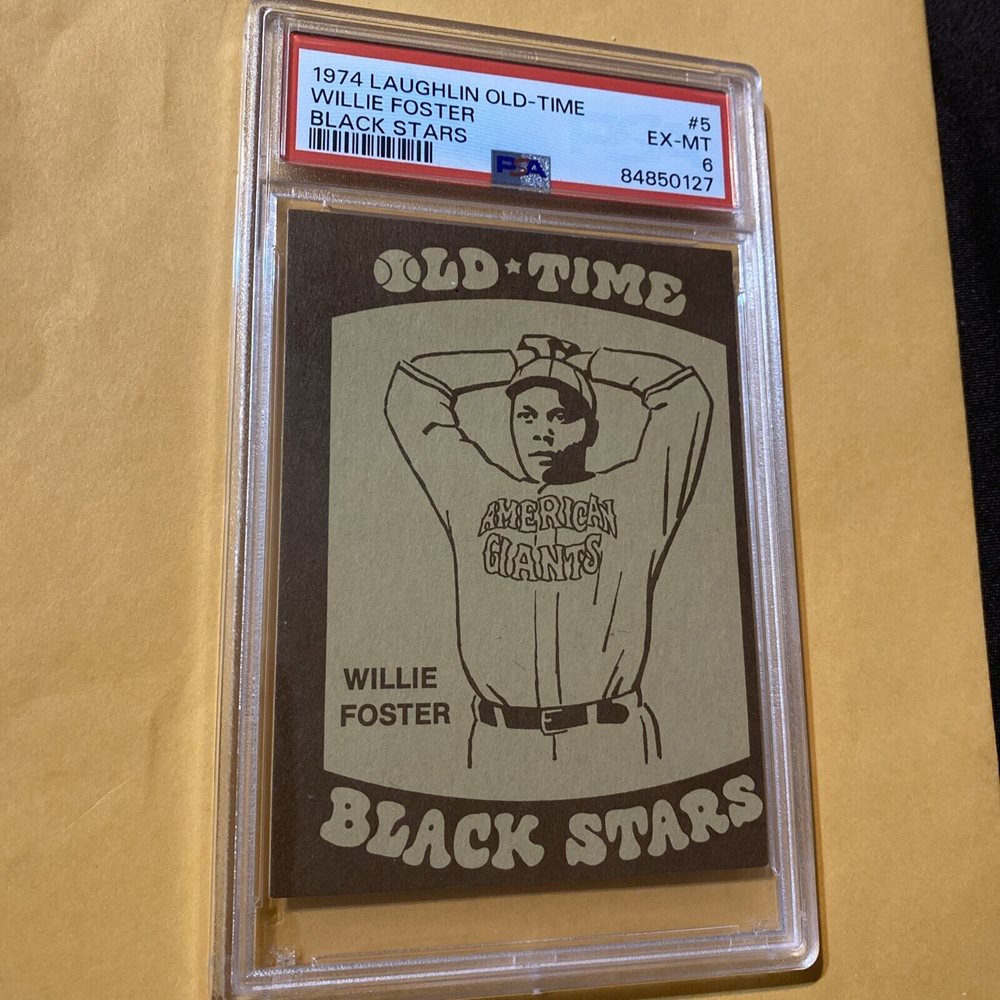 1974 LAUGHLIN OLD-TIME
WILLIE FOSTER
BLACK STARS
#5
EX-MT
6
84850127
PSA
OLD★TIME
AMERICAN
GIANTS
WILLIE
FOSTER
BLACK STARS